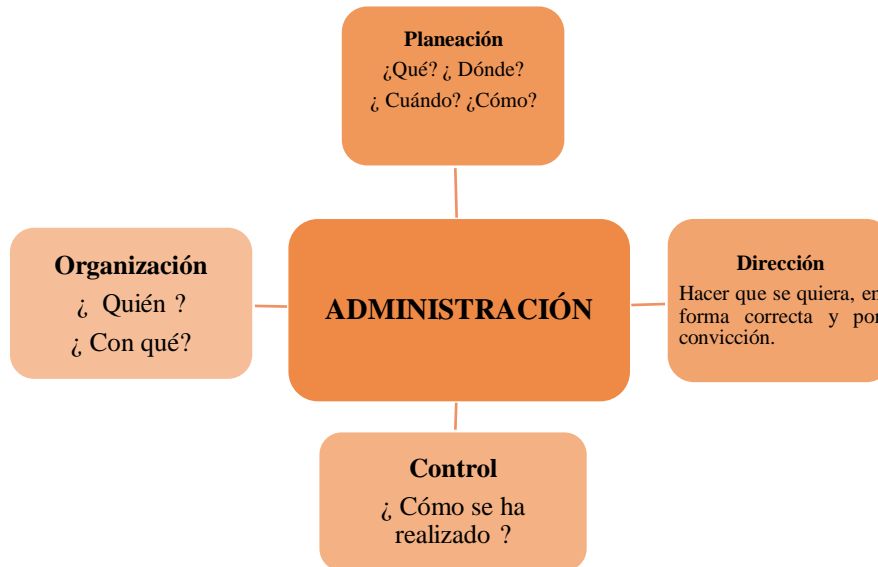 Planeación
¿Qué? ¿ Dónde?
¿ Cuándo? ¿Cómo?
Organización
¿ Quién ?
¿ Con qué?
ADMINISTRACIÓN
Dirección
Hacer que se quiera, en
forma correcta y por
convicción.
Control
¿ Cómo se ha
realizado ?